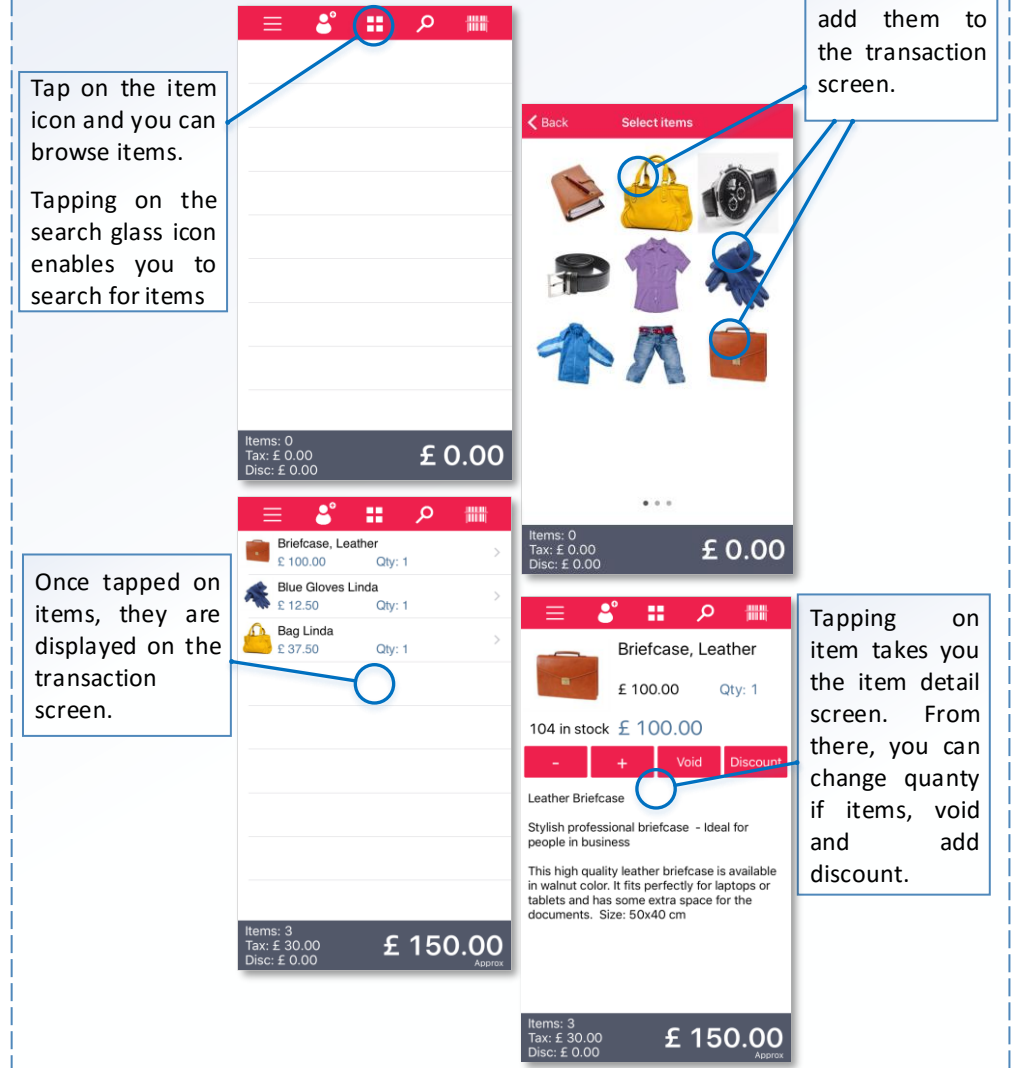 add them to
the transaction
screen.
Tap on the item
icon and you can
browse items.
Tapping on the
search glass icon
enables you to
search for items
Items: 0
Tax: £ 0.00
Disc: £ 0.00
£ 0.00
Back
Select items
Items: 0
Tax: £ 0.00
Disc: £ 0.00
£ 0.00
Once tapped on
items, they are
displayed on the
transaction
screen.
Briefcase, Leather
£ 100.00 Qty: 1
Blue Gloves Linda
£ 12.50 Qty: 1
Bag Linda
£ 37.50 Qty: 1
Items: 3
Tax: £ 30.00
Disc: £ 0.00
£ 150.00
Approx
Briefcase, Leather
£ 100.00 Qty: 1
104 in stock £ 100.00
- + Void Discount
Leather Briefcase
Stylish professional briefcase - Ideal for
people in business
This high quality leather briefcase is available
in walnut color. It fits perfectly for laptops or
tablets and has some extra space for the
documents. Size: 50x40 cm
Items: 3
Tax: £ 30.00
Disc: £ 0.00
£ 150.00
Approx
Tapping on
item takes you
the item detail
screen. From
there, you can
change quanty
if items, void
and add
discount.